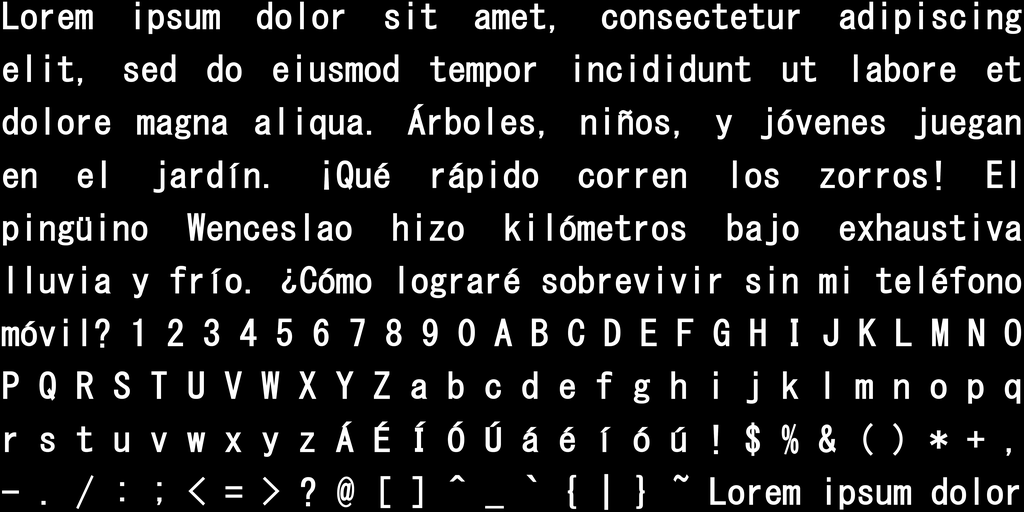 Lorem ipsum dolor sit amet, consectetur adipiscing
elit, sed do eiusmod tempor incididunt ut labore et
dolore magna aliqua. Árboles, niños, y jóvenes juegan
en el jardín. ¡Qué rápido corren los zorros! El
pingüino Wenceslao hizo kilómetros bajo exhaustiva
lluvia y frío. ¿Cómo lograré sobrevivir sin mi teléfono
móvil? 1 2 3 4 5 6 7 8 9 0 A B C D E F G H I J K L M N O
P Q R S T U V W X Y Z a b c d e f g h i j k l m n o p q
r s t u v w x y z Á É Í Ó Ú á é í ó ú ! $ % & ( ) * + ,
- . / : ; < = > ? @ [ ] ^ _ ` { | } ~ Lorem ipsum dolor